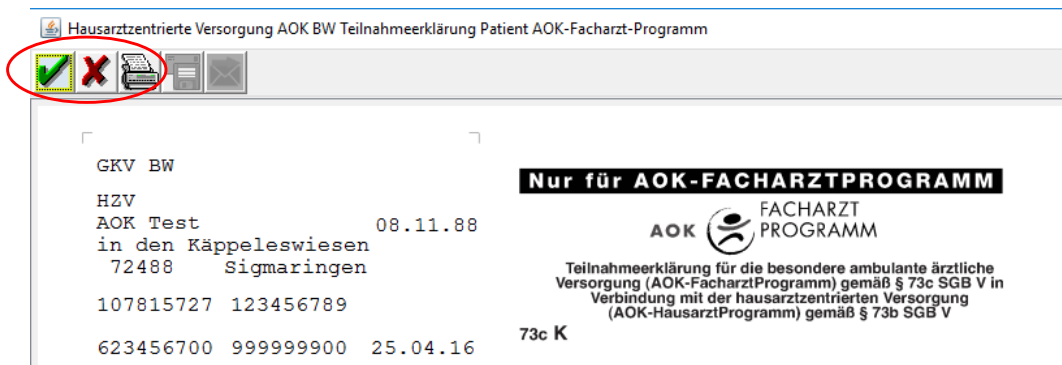 Hausarztzentrierte Versorgung AOK BW Teilnahmeerklärung Patient AOK-Facharzt-Programm
GKV BW
HZV
AOK Test 08.11.88
in den Käppeleswiesen
72488 Sigmaringen
107815727 123456789
623456700 999999900 25.04.16
Nur für AOK-FACHARZTPROGRAMM
AOK FACHARZT
PROGRAMM
Teilnahmeerklärung für die besondere ambulante ärztliche
Versorgung (AOK-FacharztProgramm) gemäß § 73c SGB V in
Verbindung mit der hausarztzentrierten Versorgung
(AOK-HausarztProgramm) gemäß § 73b SGB V
73c K